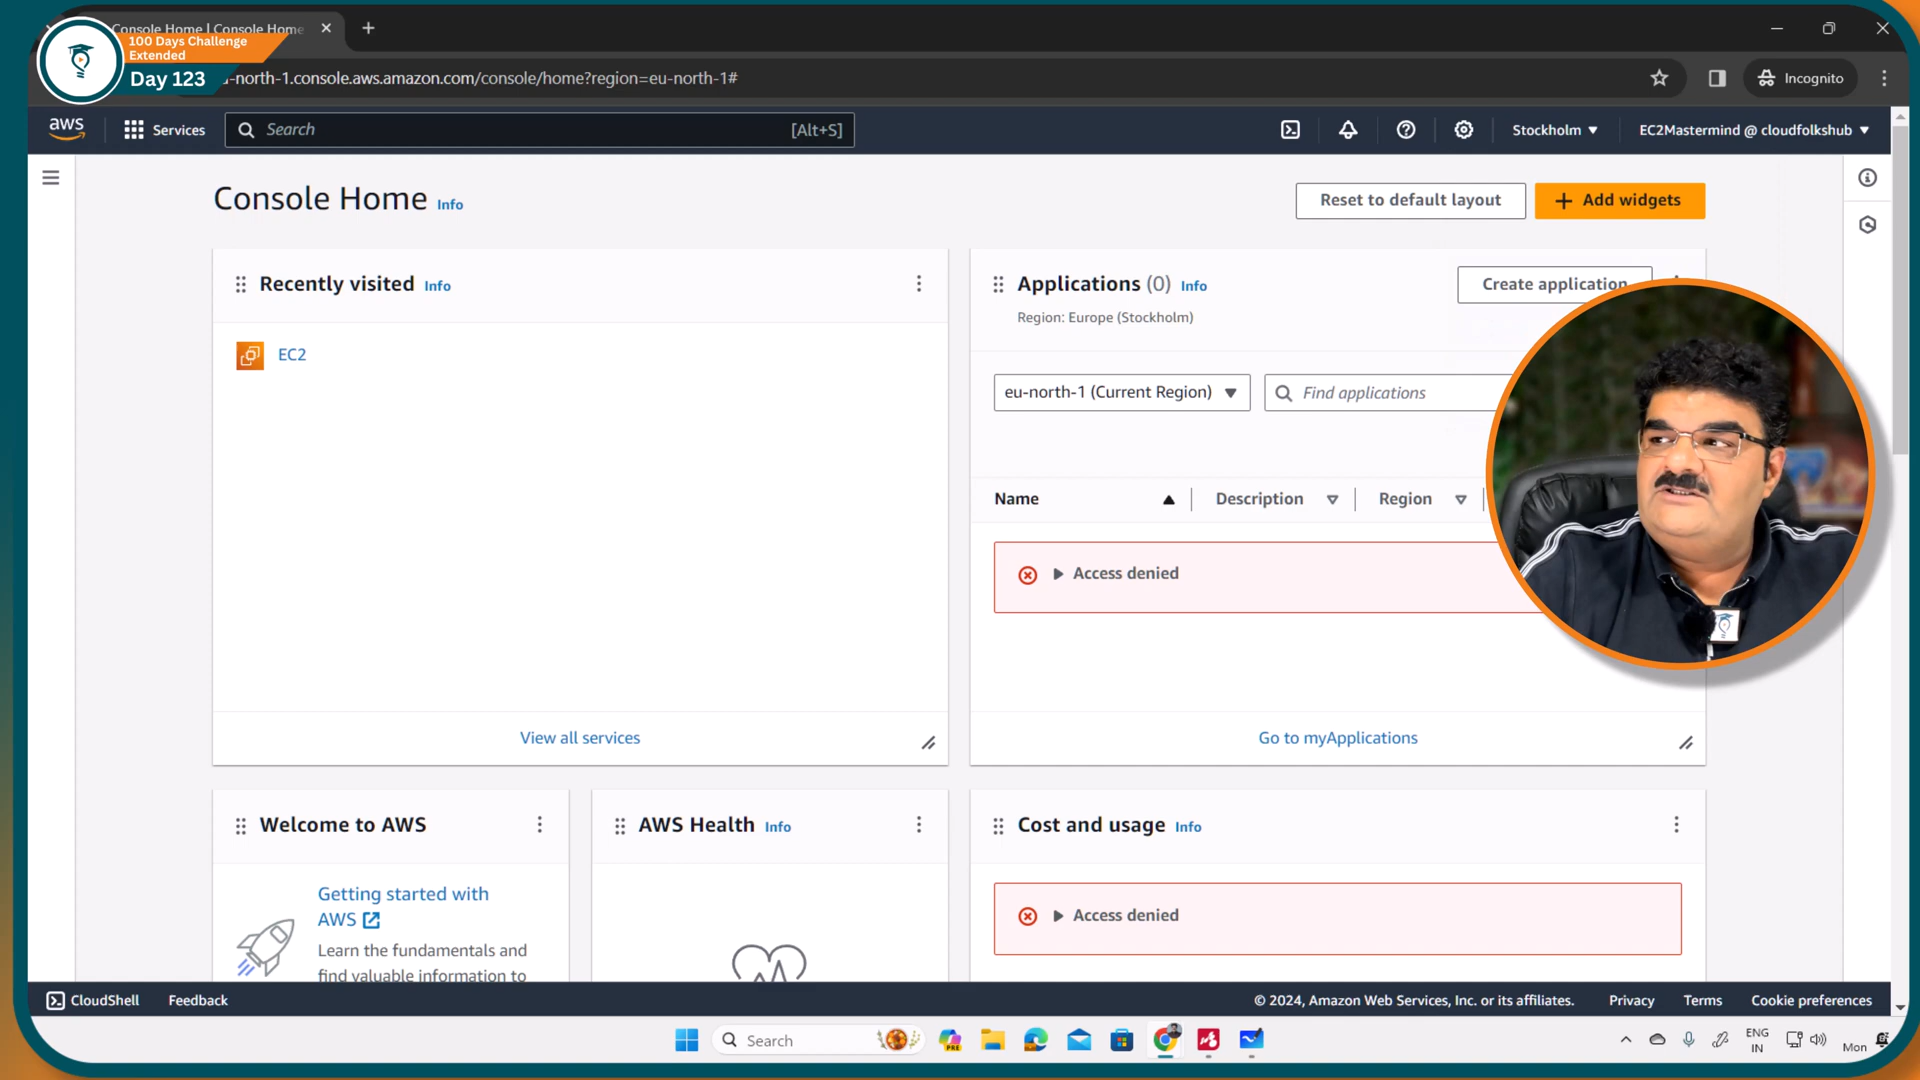 Console Home | Console Home
100 Days Challenge
Extended
Day 123
-north-1.console.aws.amazon.com/console/home?region=eu-north-1#
Incognito
aws
Services
Search
[Alt+S]
Stockholm
EC2Mastermind @ cloudfolkshub
Console Home Info
Reset to default layout
Add widgets
Recently visited Info
EC2
View all services
Applications (0) Info
Region: Europe (Stockholm)
Create application
eu-north-1 (Current Region)
Find applications
Name
Description
Region
Access denied
Go to myApplications
Welcome to AWS
Getting started with
AWS
Learn the fundamentals and
find valuable information to
AWS Health Info
Cost and usage Info
Access denied
CloudShell
Feedback
© 2024, Amazon Web Services, Inc. or its affiliates.
Privacy
Terms
Cookie preferences
Search
PRE
ENG
IN
Mon